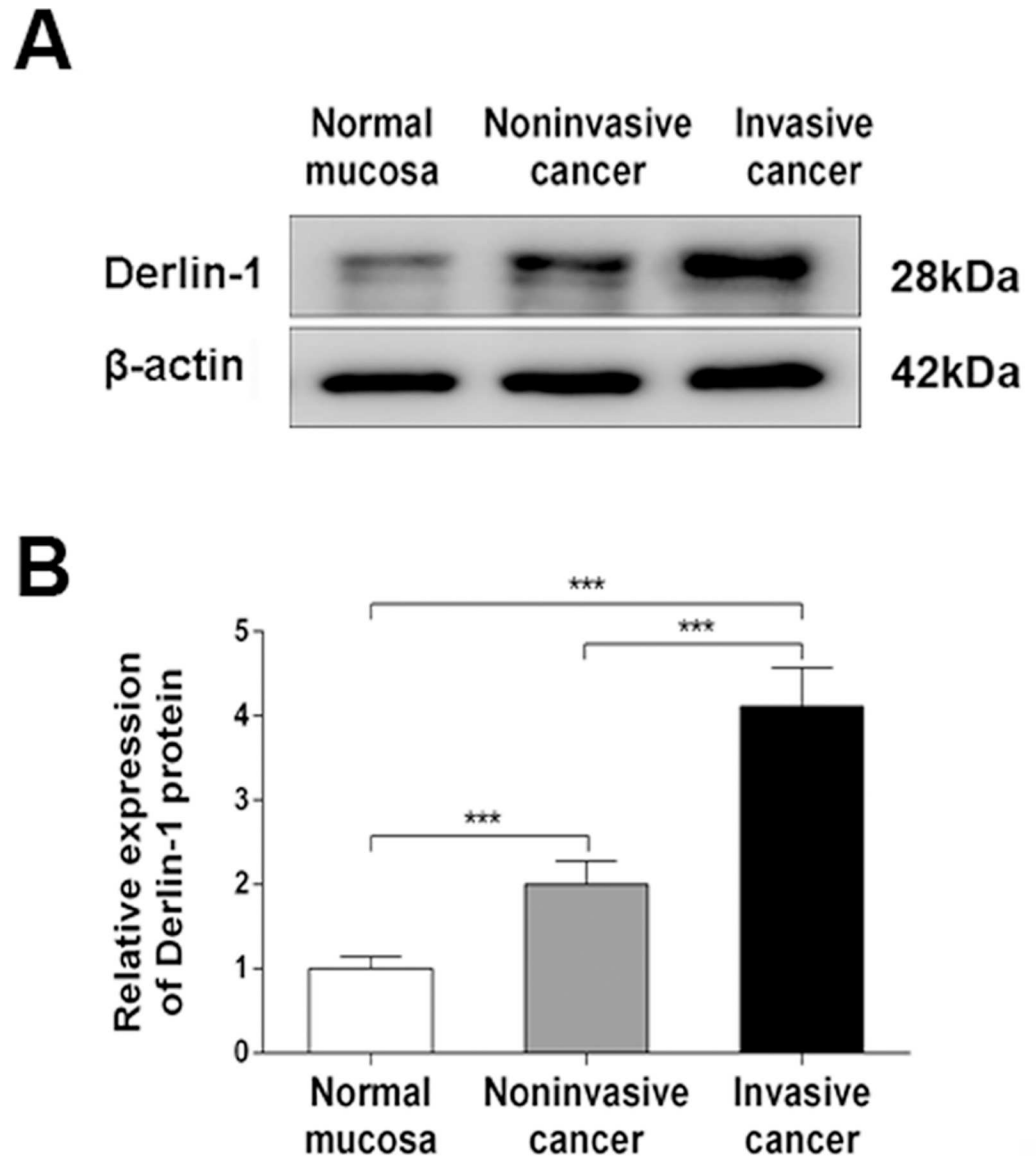 A
Normal
mucosa
Noninvasive
cancer
Invasive
cancer
Derlin-1
28kDa
β-actin
42kDa
B
***
***
***
5
4
3
2
1
0
Relative expression
of Derlin-1 protein
Normal
mucosa
Noninvasive
cancer
Invasive
cancer